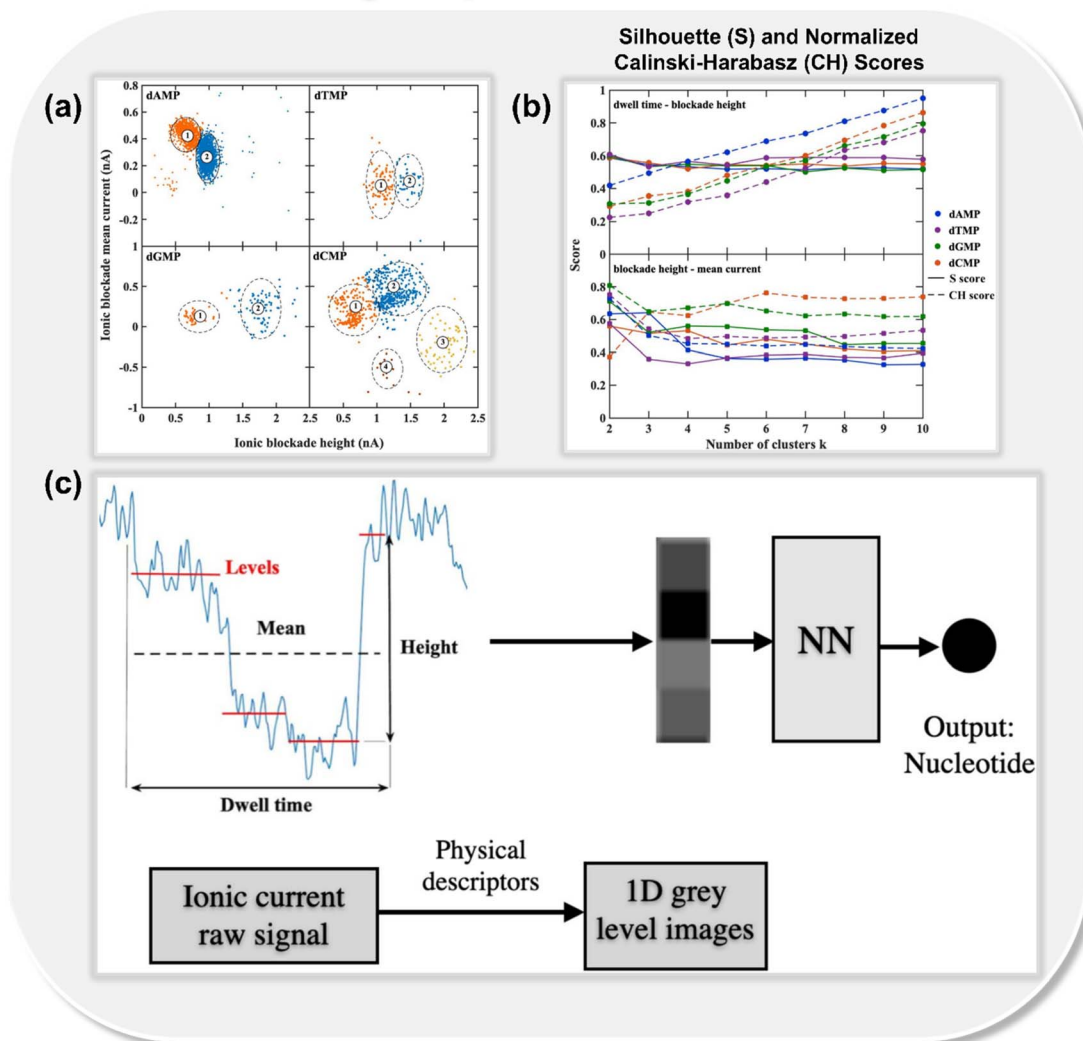 Silhouette (S) and Normalized
Calinski-Harabasz (CH) Scores
(a)
0.8
0.6
0.4
0.2
0
-0.2
1
0.5
0
-0.5
-1
Ionic blockade mean current (nA)
dAMP
1
2
dTMP
1
2
dGMP
1
2
dCMP
1
2
3
4
0 0.5 1 1.5 2 0.5 1 1.5 2 2.5
Ionic blockade height (nA)
(b)
1
0.8
0.6
0.4
0.2
0
0.8
0.6
0.4
0.2
0
Score
dwell time - blockade height
blockade height - mean current
dAMP
dTMP
dGMP
dCMP
S score
CH score
2 3 4 5 6 7 8 9 10
Number of clusters k
(c)
Levels
Mean
Height
Dwell time
NN
Output:
Nucleotide
Physical
descriptors
Ionic current
raw signal
1D grey
level images